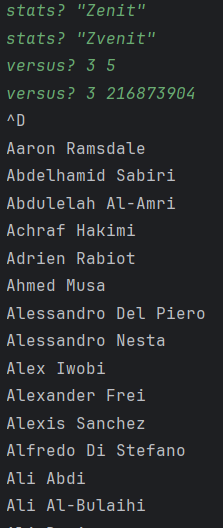 stats? "Zenit"
stats? "Zvenit"
versus? 3 5
versus? 3 216873904
^D
Aaron Ramsdale
Abdelhamid Sabiri
Abdulelah Al-Amri
Achraf Hakimi
Adrien Rabiot
Ahmed Musa
Alessandro Del Piero
Alessandro Nesta
Alex Iwobi
Alexander Frei
Alexis Sanchez
Alfredo Di Stefano
Ali Abdi
Ali Al-Bulaihi